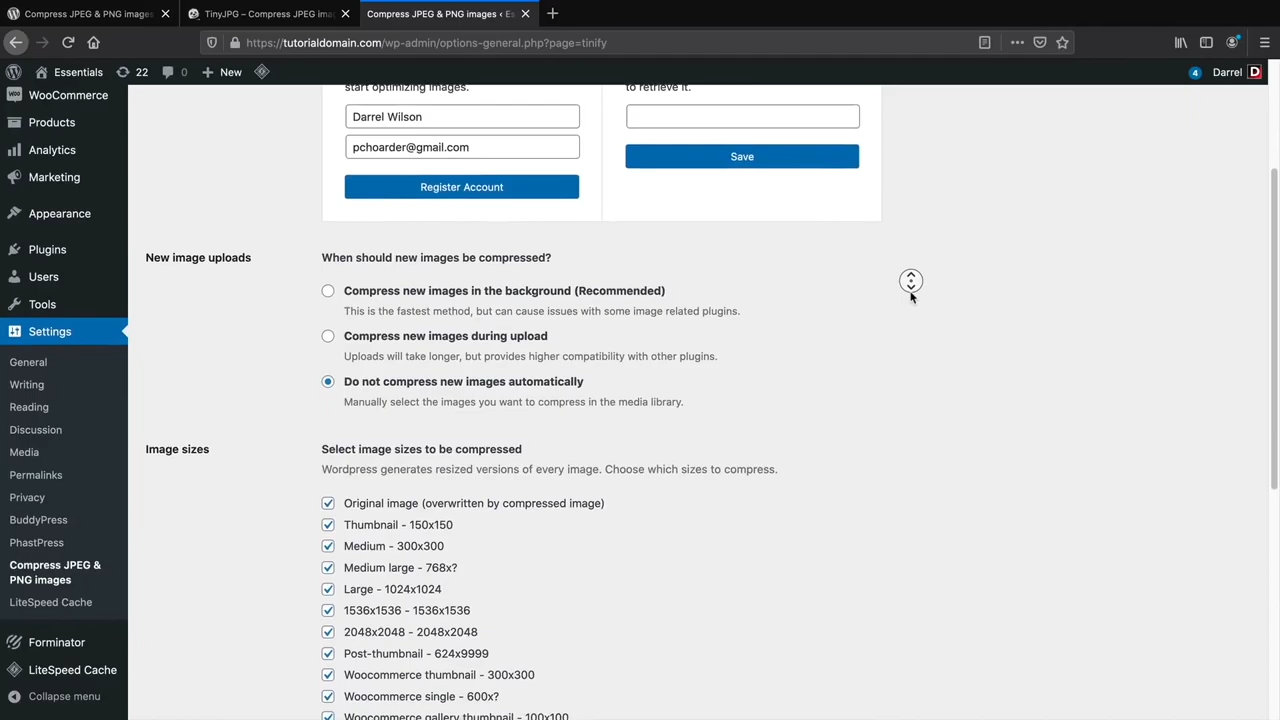 Compress JPEG & PNG images
TinyJPG – Compress JPEG ima
Compress JPEG & PNG images ‹ Es
https://tutorialdomain.com/wp-admin/options-general.php?page=tinify
Essentials
22
0
New
4
Darrel
D
WooCommerce
Products
Analytics
Marketing
Appearance
Plugins
Users
Tools
Settings
General
Writing
Reading
Discussion
Media
Permalinks
Privacy
BuddyPress
PhastPress
Compress JPEG &
PNG images
LiteSpeed Cache
Forminator
LiteSpeed Cache
Collapse menu
start optimizing images.
Darrel Wilson
pchoarder@gmail.com
Register Account
to retrieve it.
Save
New image uploads
When should new images be compressed?
Compress new images in the background (Recommended)
This is the fastest method, but can cause issues with some image related plugins.
Compress new images during upload
Uploads will take longer, but provides higher compatibility with other plugins.
Do not compress new images automatically
Manually select the images you want to compress in the media library.
Image sizes
Select image sizes to be compressed
Wordpress generates resized versions of every image. Choose which sizes to compress.
Original image (overwritten by compressed image)
Thumbnail - 150x150
Medium - 300x300
Medium large - 768x?
Large - 1024x1024
1536x1536 - 1536x1536
2048x2048 - 2048x2048
Post-thumbnail - 624x9999
Woocommerce thumbnail - 300x300
Woocommerce single - 600x?
Woocommerce gallery thumbnail - 100x100